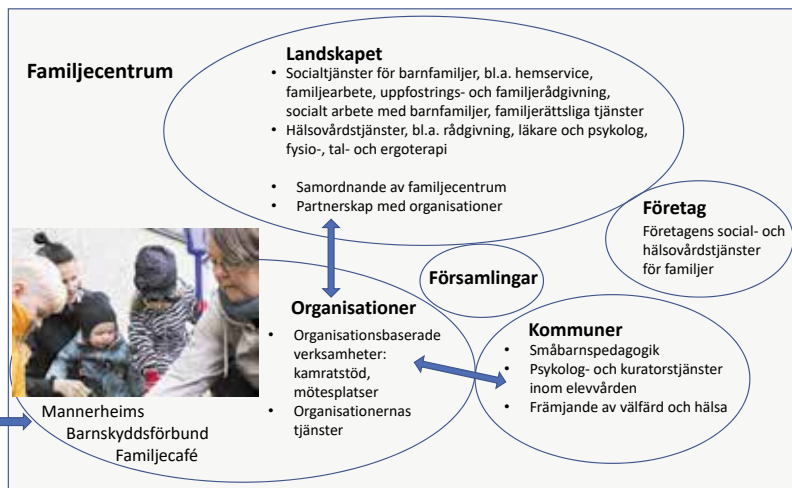 Familjecentrum
Landskapet
• Socialtjänster för barnfamiljer, bl.a. hemservice,
familjearbete, uppfostrings- och familjerådgivning,
socialt arbete med barnfamiljer, familjerättsliga tjänster
• Hälsovårdstjänster, bl.a. rådgivning, läkare och psykolog,
fysio-, tal- och ergoterapi
• Samordnande av familjecentrum
• Partnerskap med organisationer
Företag
Företagens social- och
hälsovårdstjänster
för familjer
Församlingar
Organisationer
• Organisationsbaserade
verksamheter:
kamratstöd,
mötesplatser
• Organisationernas
tjänster
Kommuner
• Småbarnspedagogik
• Psykolog- och kuratorstjänster
inom elevvården
• Främjande av välfärd och hälsa
Mannerheims
Barnskyddsförbund
Familjecafé